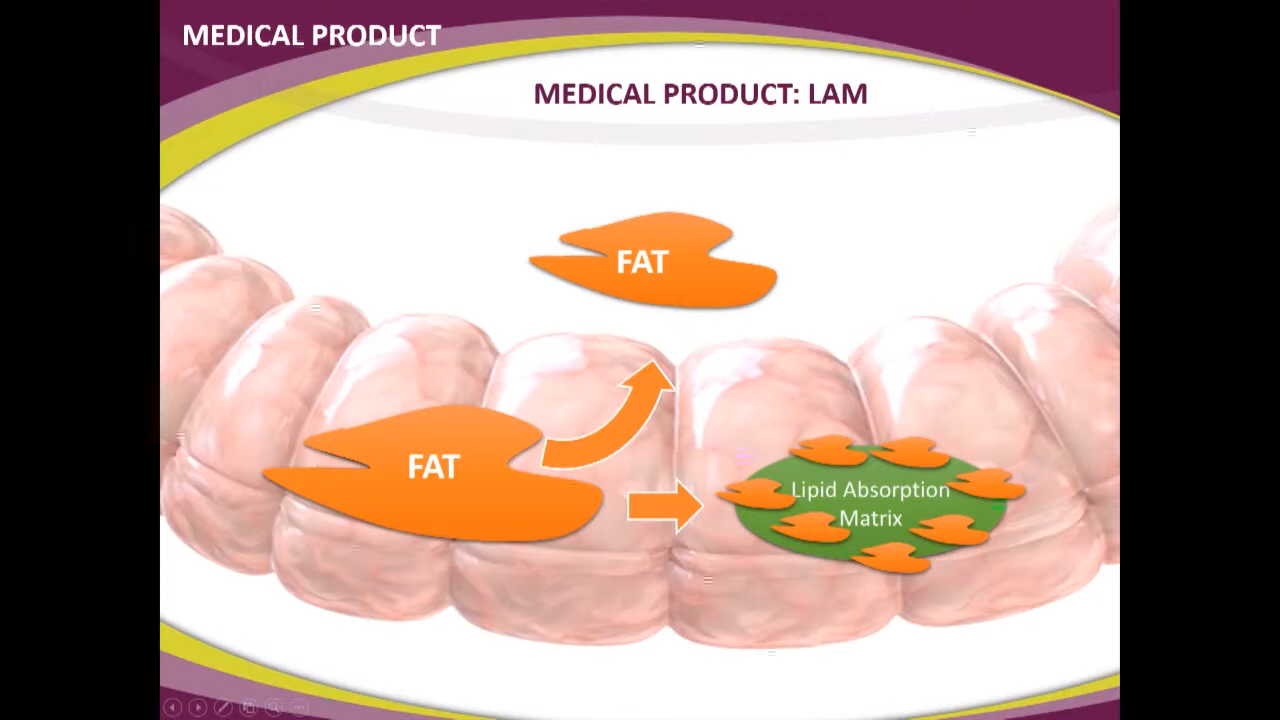 MEDICAL PRODUCT
MEDICAL PRODUCT: LAM
FAT
FAT
Lipid Absorption
Matrix